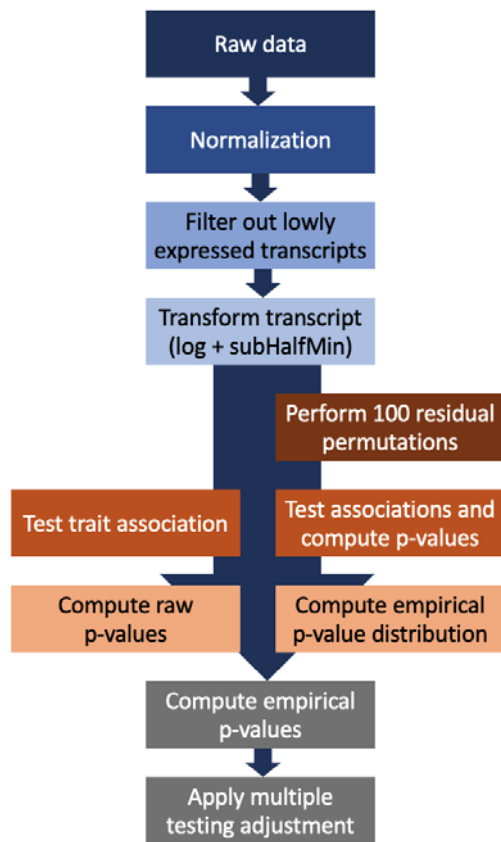 Raw data
Normalization
Filter out lowly
expressed transcripts
Transform transcript
(log + subHalfMin)
Perform 100 residual
permutations
Test trait association
Test associations and
compute p-values
Compute raw
p-values
Compute empirical
p-value distribution
Compute empirical
p-values
Apply multiple
testing adjustment